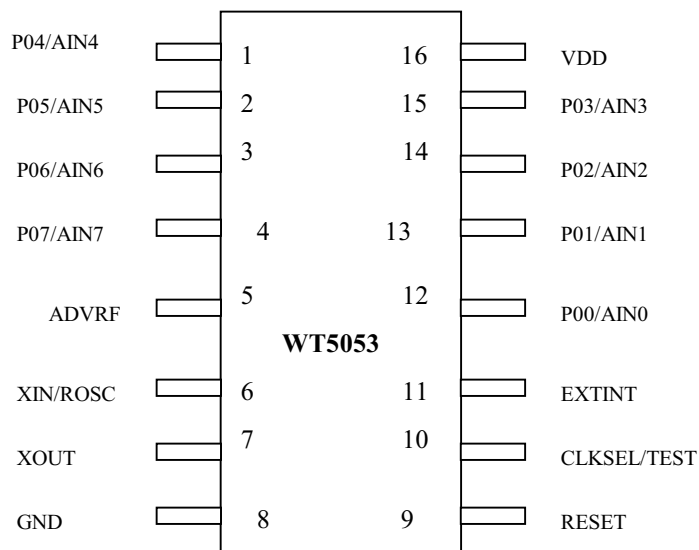 P04/AIN4 1 16 VDD
P05/AIN5 2 15 P03/AIN3
P06/AIN6 3 14 P02/AIN2
P07/AIN7 4 13 P01/AIN1
ADVRF 5 12 P00/AIN0
WT5053
XIN/ROSC 6 11 EXTINT
XOUT 7 10 CLKSEL/TEST
GND 8 9 RESET